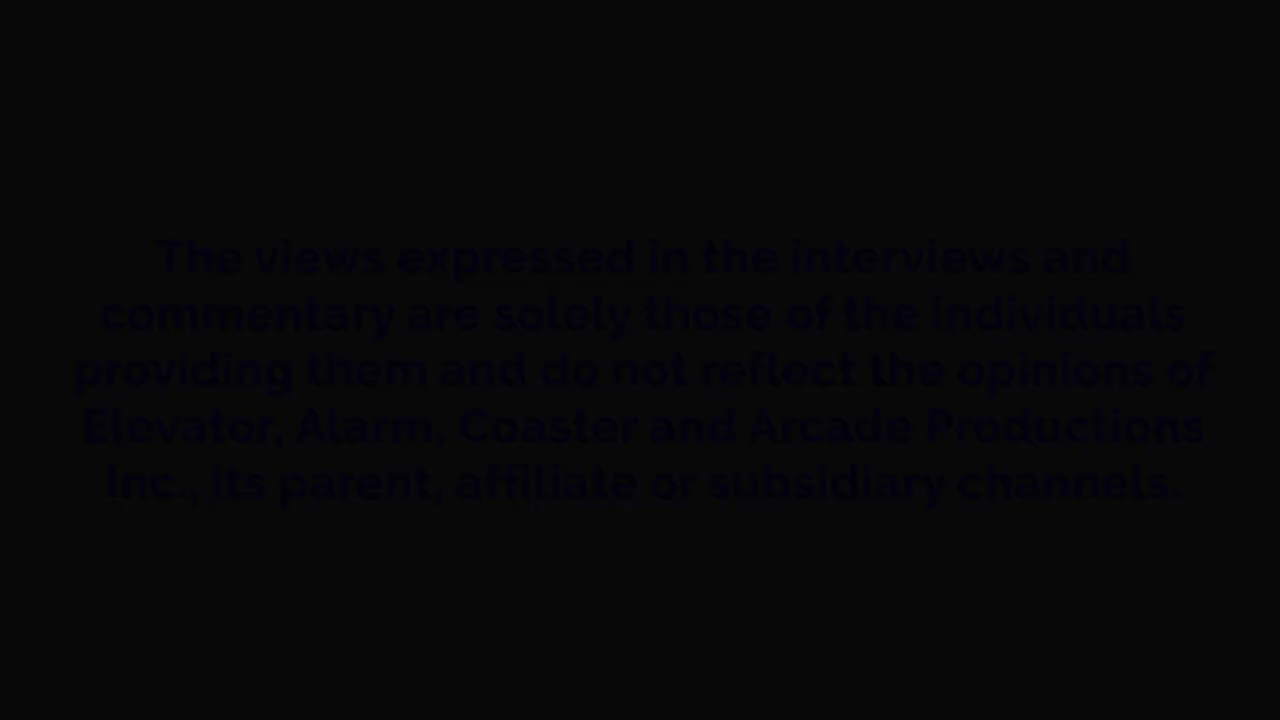 The views expressed in the interviews and
commentary are solely those of the individuals
providing them and do not reflect the opinions of
Elevator, Alarm, Coaster and Arcade Productions
Inc., its parent, affiliate or subsidiary channels.